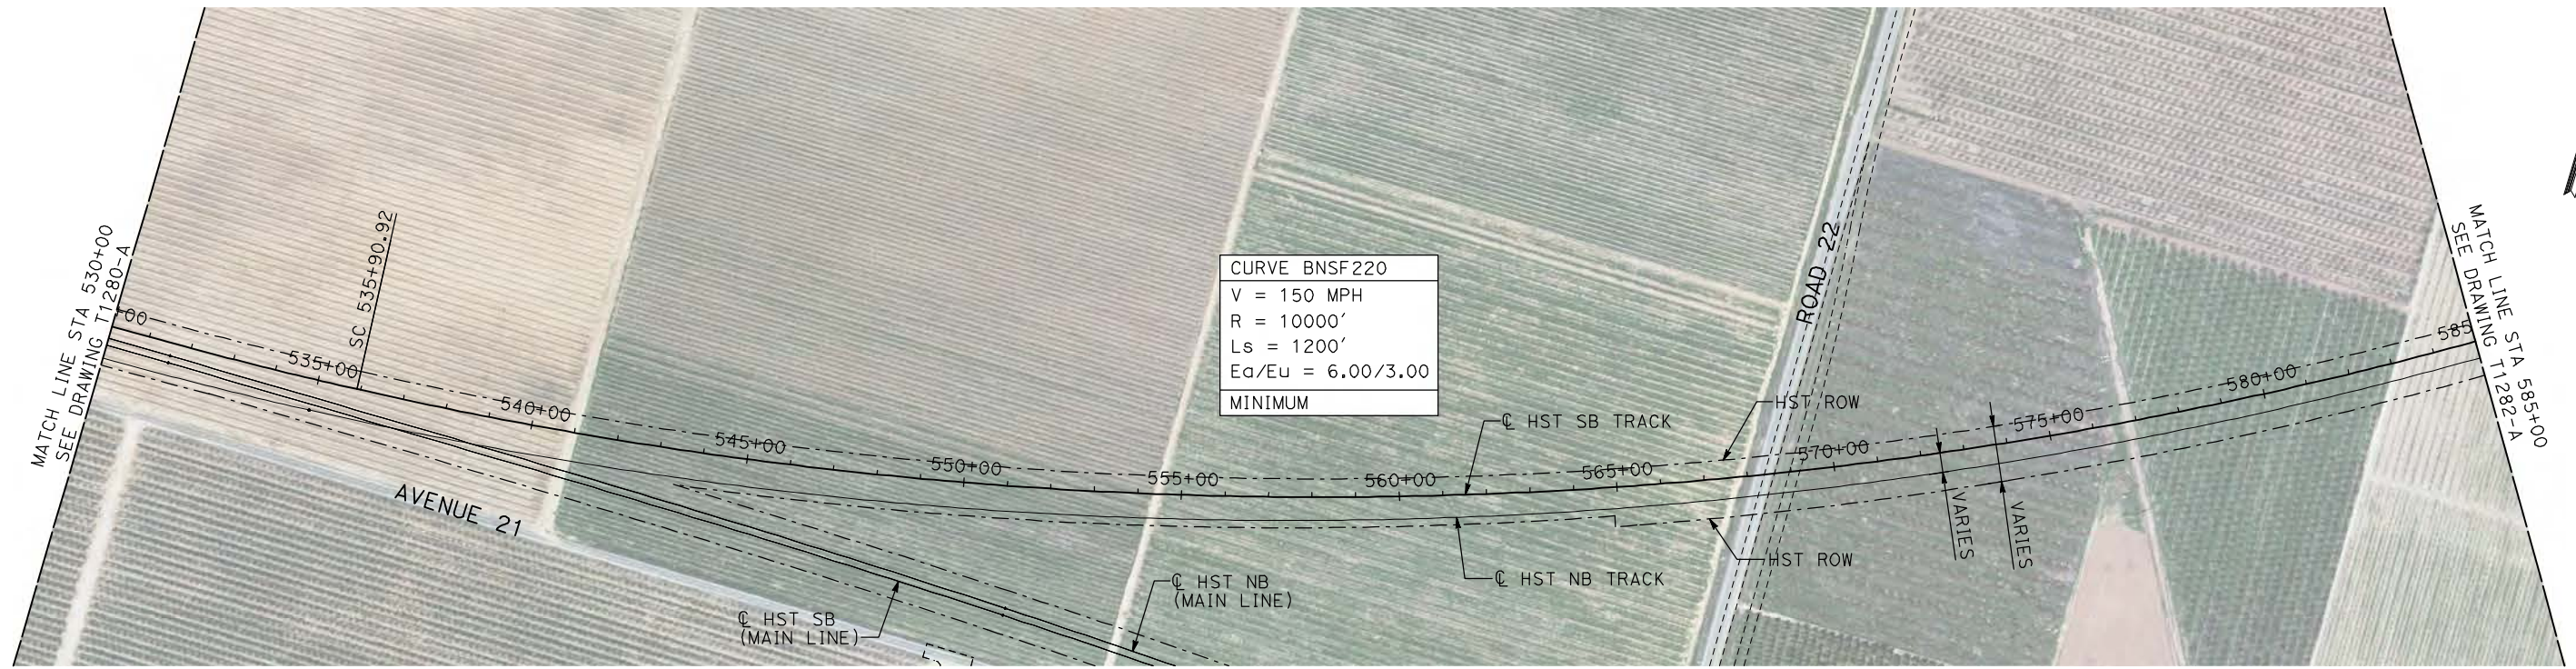 MATCH LINE STA 530+00
SEE DRAWING T1280-A
+00
535+00
SC 535+90.92
540+00
545+00
550+00
555+00
560+00
565+00
570+00
575+00
580+00
585
CURVE BNSF220
V = 150 MPH
R = 10000'
Ls = 1200'
Ea/Eu = 6.00/3.00
MINIMUM
ROAD 22
HST ROW
℄ HST SB TRACK
AVENUE 21
℄ HST SB
(MAIN LINE)
℄ HST NB
(MAIN LINE)
℄ HST NB TRACK
HST ROW
VARIES
VARIES
MATCH LINE STA 585+00
SEE DRAWING T1282-A